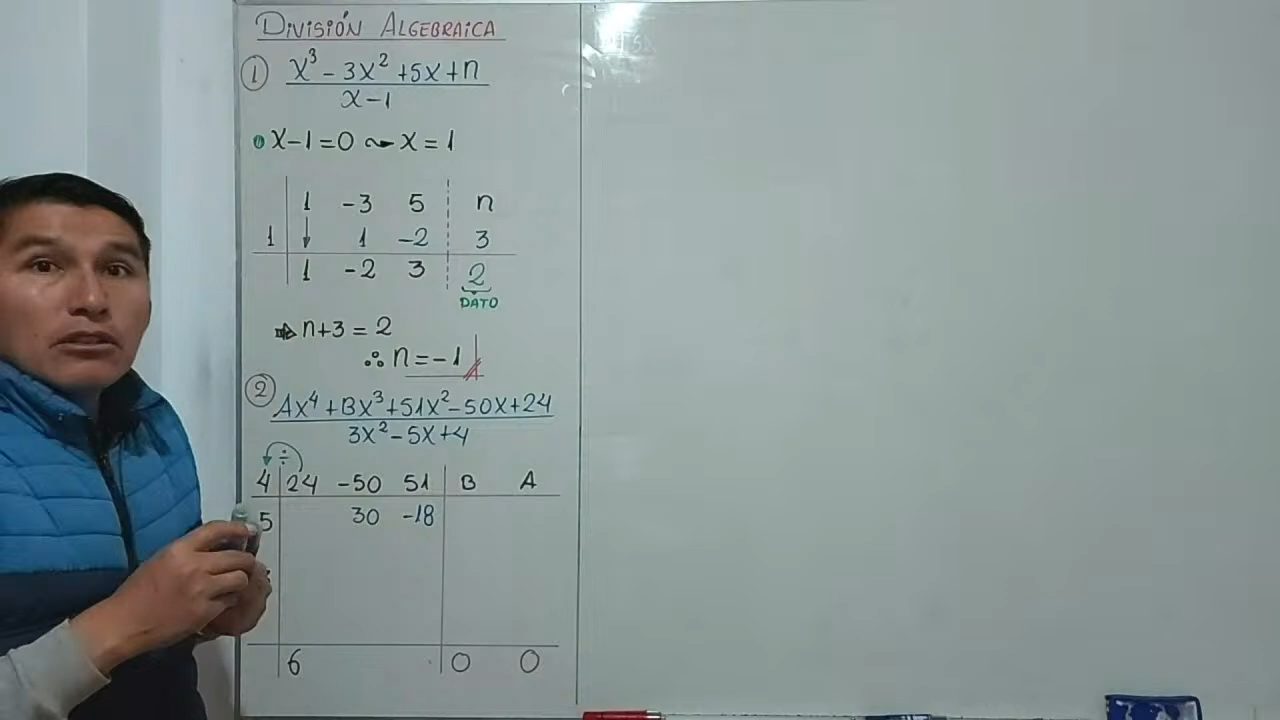 DIVISIÓN ALGEBRAICA
① x³ - 3x² + 5x + n
x - 1
x - 1 = 0 ⇝ x = 1
1 -3 5 n
1 1 -2 3
1 -2 3 2
DATO
⇒ n + 3 = 2
∴ n = -1
② Ax⁴ + Bx³ + 51x² - 50x + 24
3x² - 5x + 4
÷
4 24 -50 51 B A
5 30 -18
6 0 0